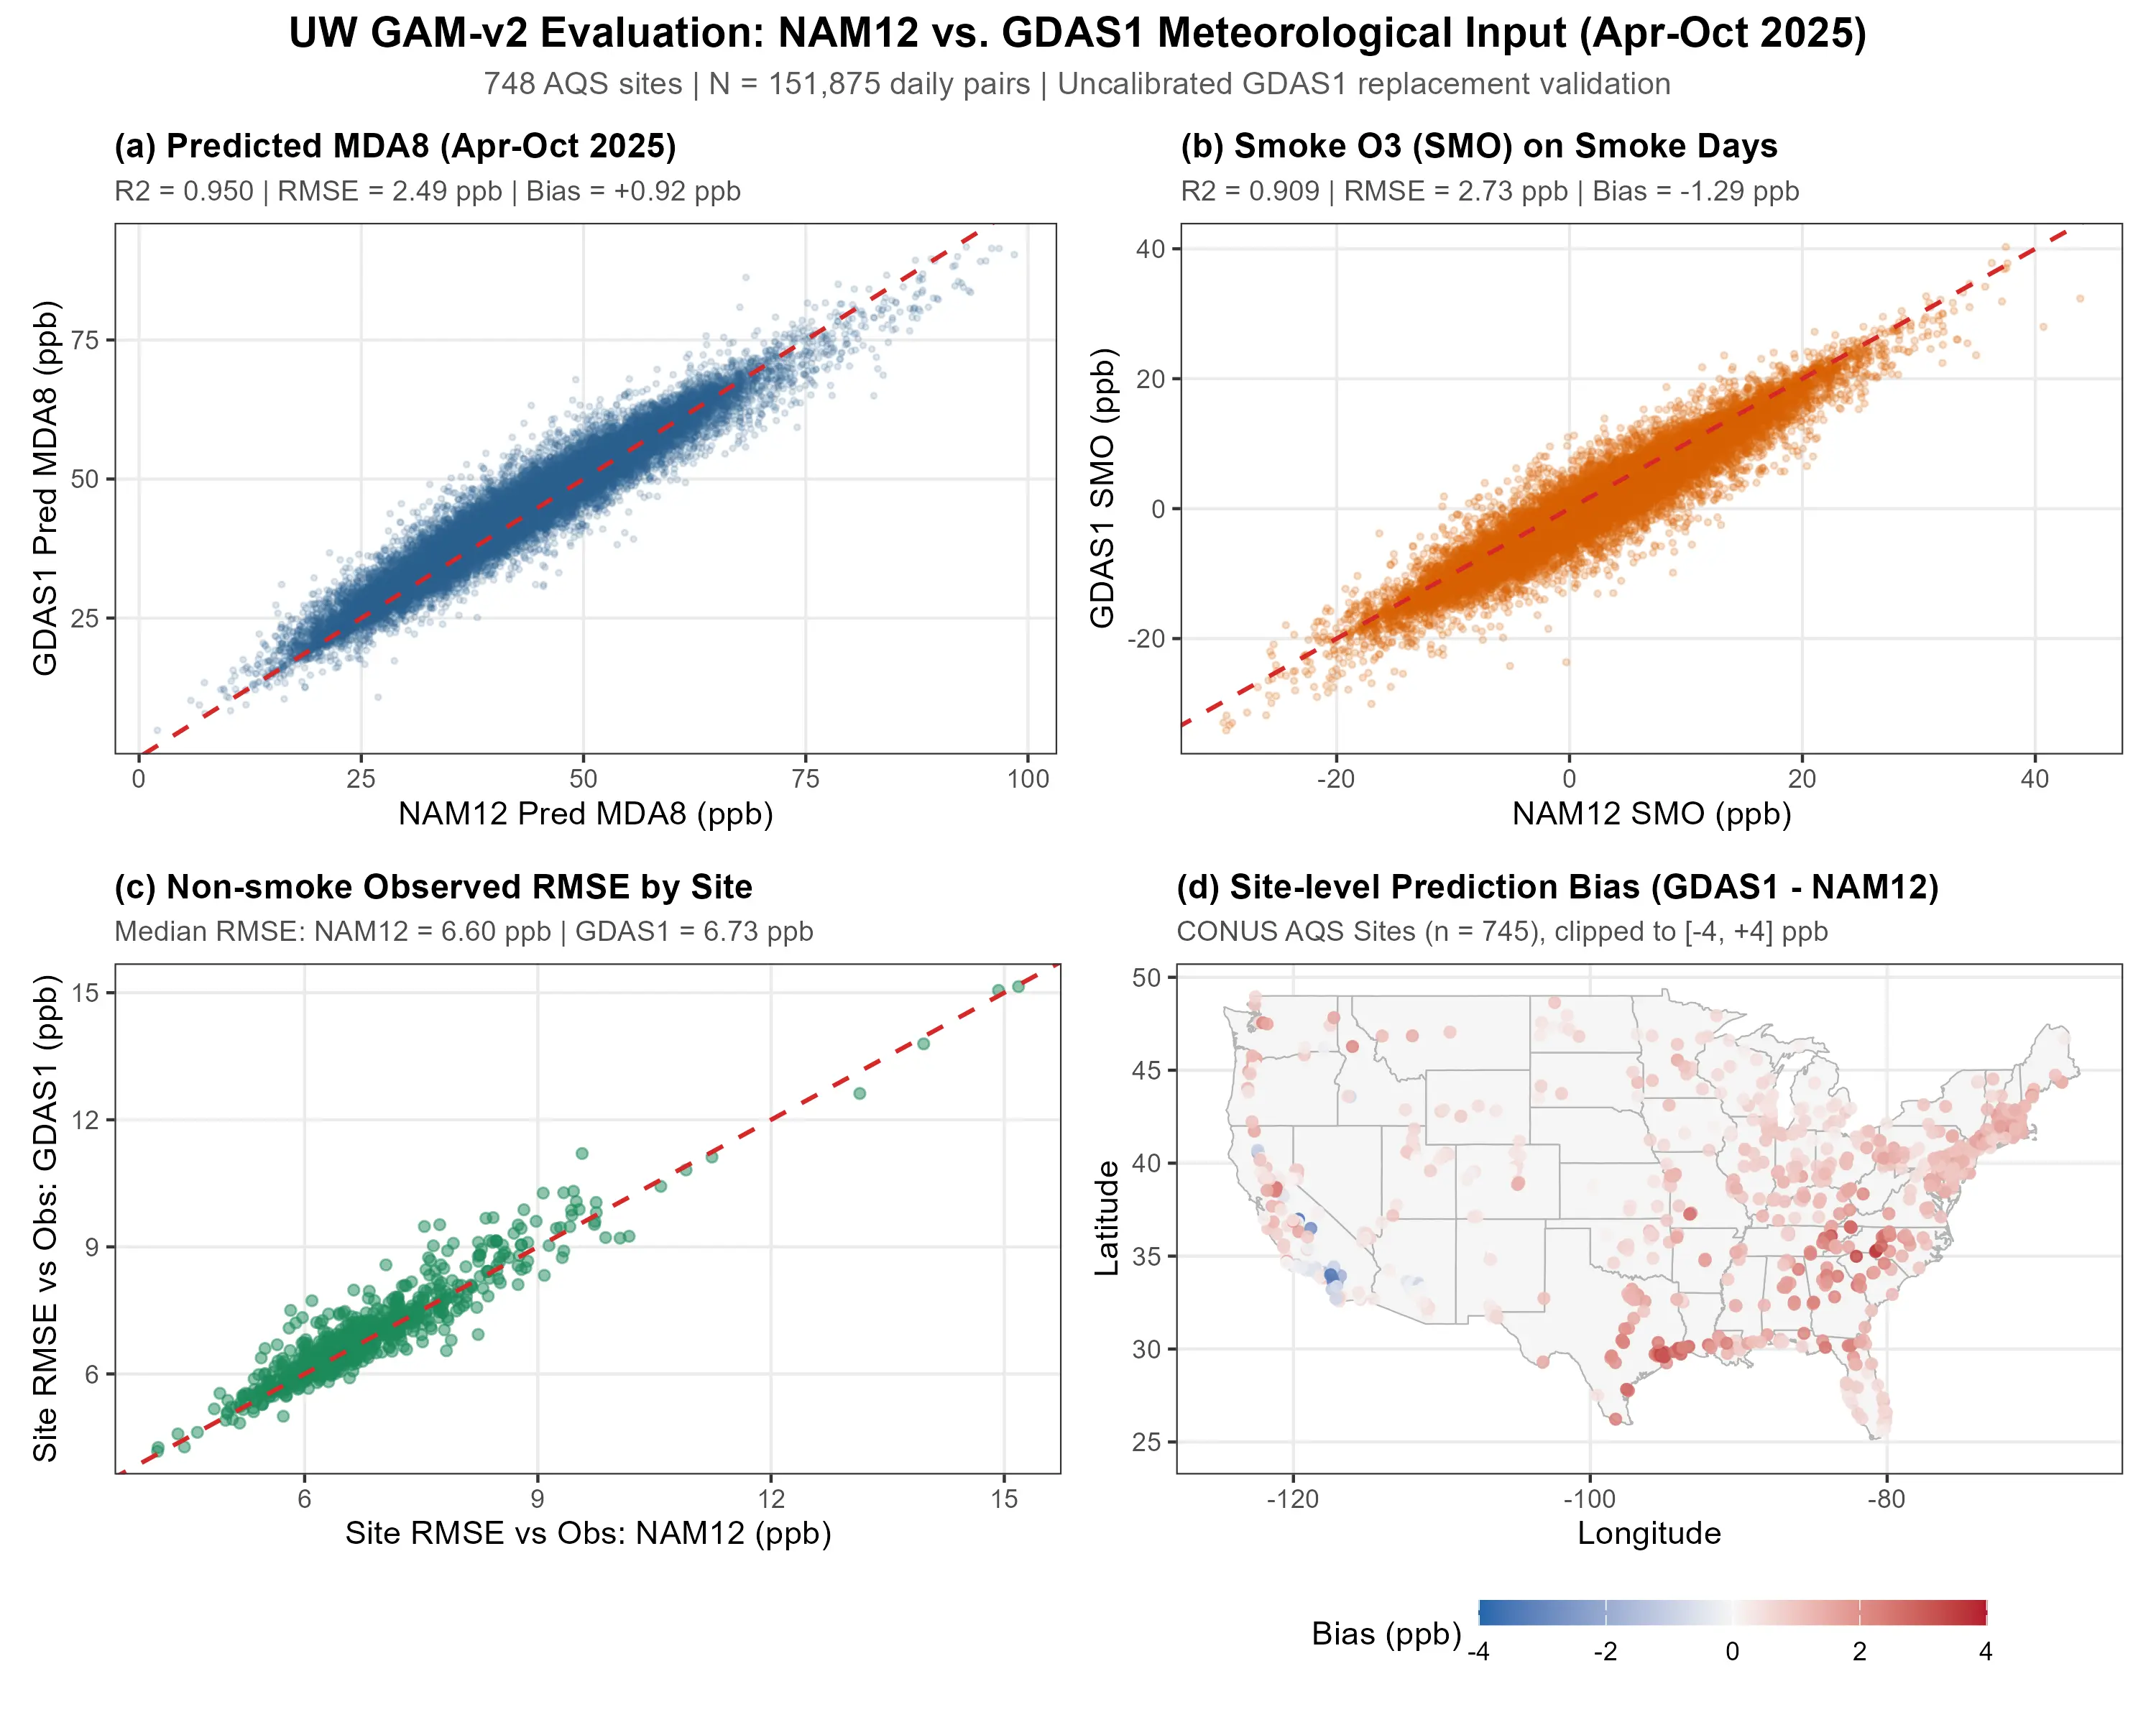 UW GAM-v2 Evaluation: NAM12 vs. GDAS1 Meteorological Input (Apr-Oct 2025)
748 AQS sites | N = 151,875 daily pairs | Uncalibrated GDAS1 replacement validation
(a) Predicted MDA8 (Apr-Oct 2025)
R2 = 0.950 | RMSE = 2.49 ppb | Bias = +0.92 ppb
GDAS1 Pred MDA8 (ppb)
75
50
25
0
25
50
75
100
NAM12 Pred MDA8 (ppb)
(b) Smoke O3 (SMO) on Smoke Days
R2 = 0.909 | RMSE = 2.73 ppb | Bias = -1.29 ppb
GDAS1 SMO (ppb)
40
20
0
-20
-20
0
20
40
NAM12 SMO (ppb)
(c) Non-smoke Observed RMSE by Site
Median RMSE: NAM12 = 6.60 ppb | GDAS1 = 6.73 ppb
Site RMSE vs Obs: GDAS1 (ppb)
15
12
9
6
6
9
12
15
Site RMSE vs Obs: NAM12 (ppb)
(d) Site-level Prediction Bias (GDAS1 - NAM12)
CONUS AQS Sites (n = 745), clipped to [-4, +4] ppb
Latitude
50
45
40
35
30
25
-120
-100
-80
Longitude
Bias (ppb)
-4
-2
0
2
4